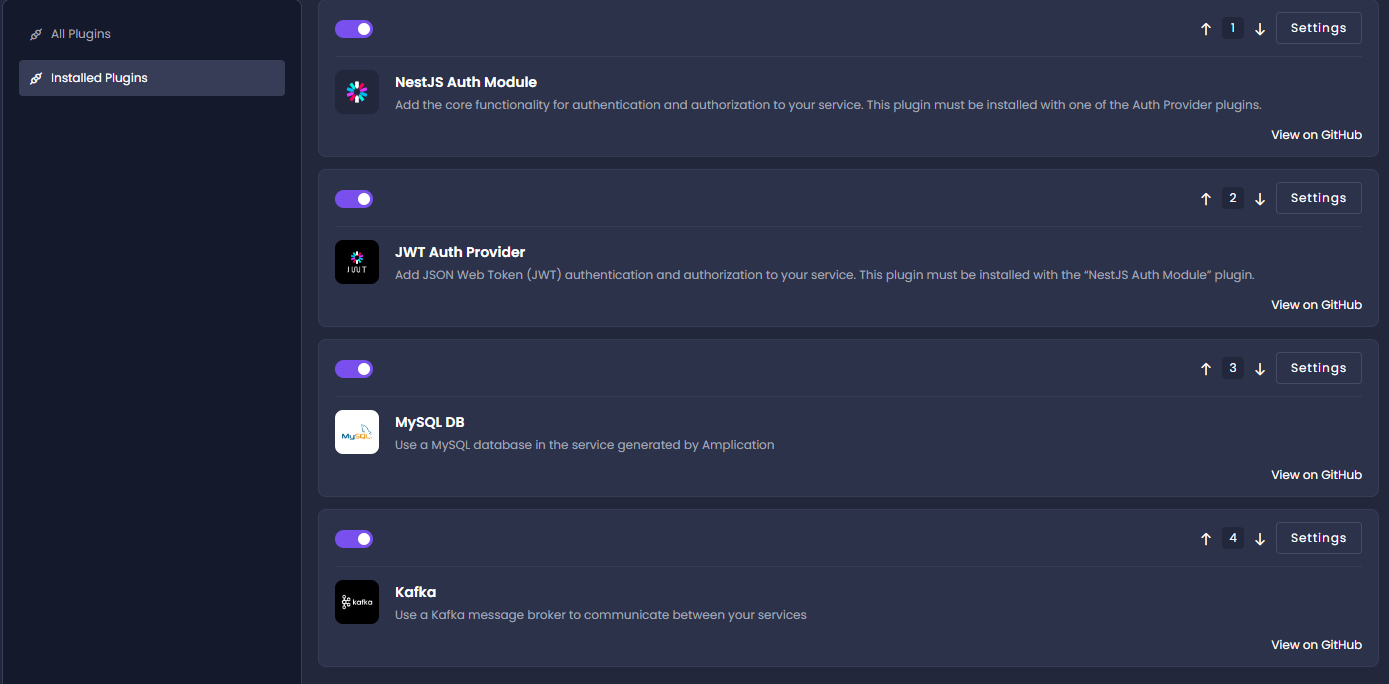 All Plugins
Installed Plugins
1
Settings
NestJS Auth Module
Add the core functionality for authentication and authorization to your service. This plugin must be installed with one of the Auth Provider plugins.
View on GitHub
2
Settings
JWT
JWT Auth Provider
Add JSON Web Token (JWT) authentication and authorization to your service. This plugin must be installed with the “NestJS Auth Module” plugin.
View on GitHub
3
Settings
MySQL
MySQL DB
Use a MySQL database in the service generated by Amplication
View on GitHub
4
Settings
kafka
Kafka
Use a Kafka message broker to communicate between your services
View on GitHub